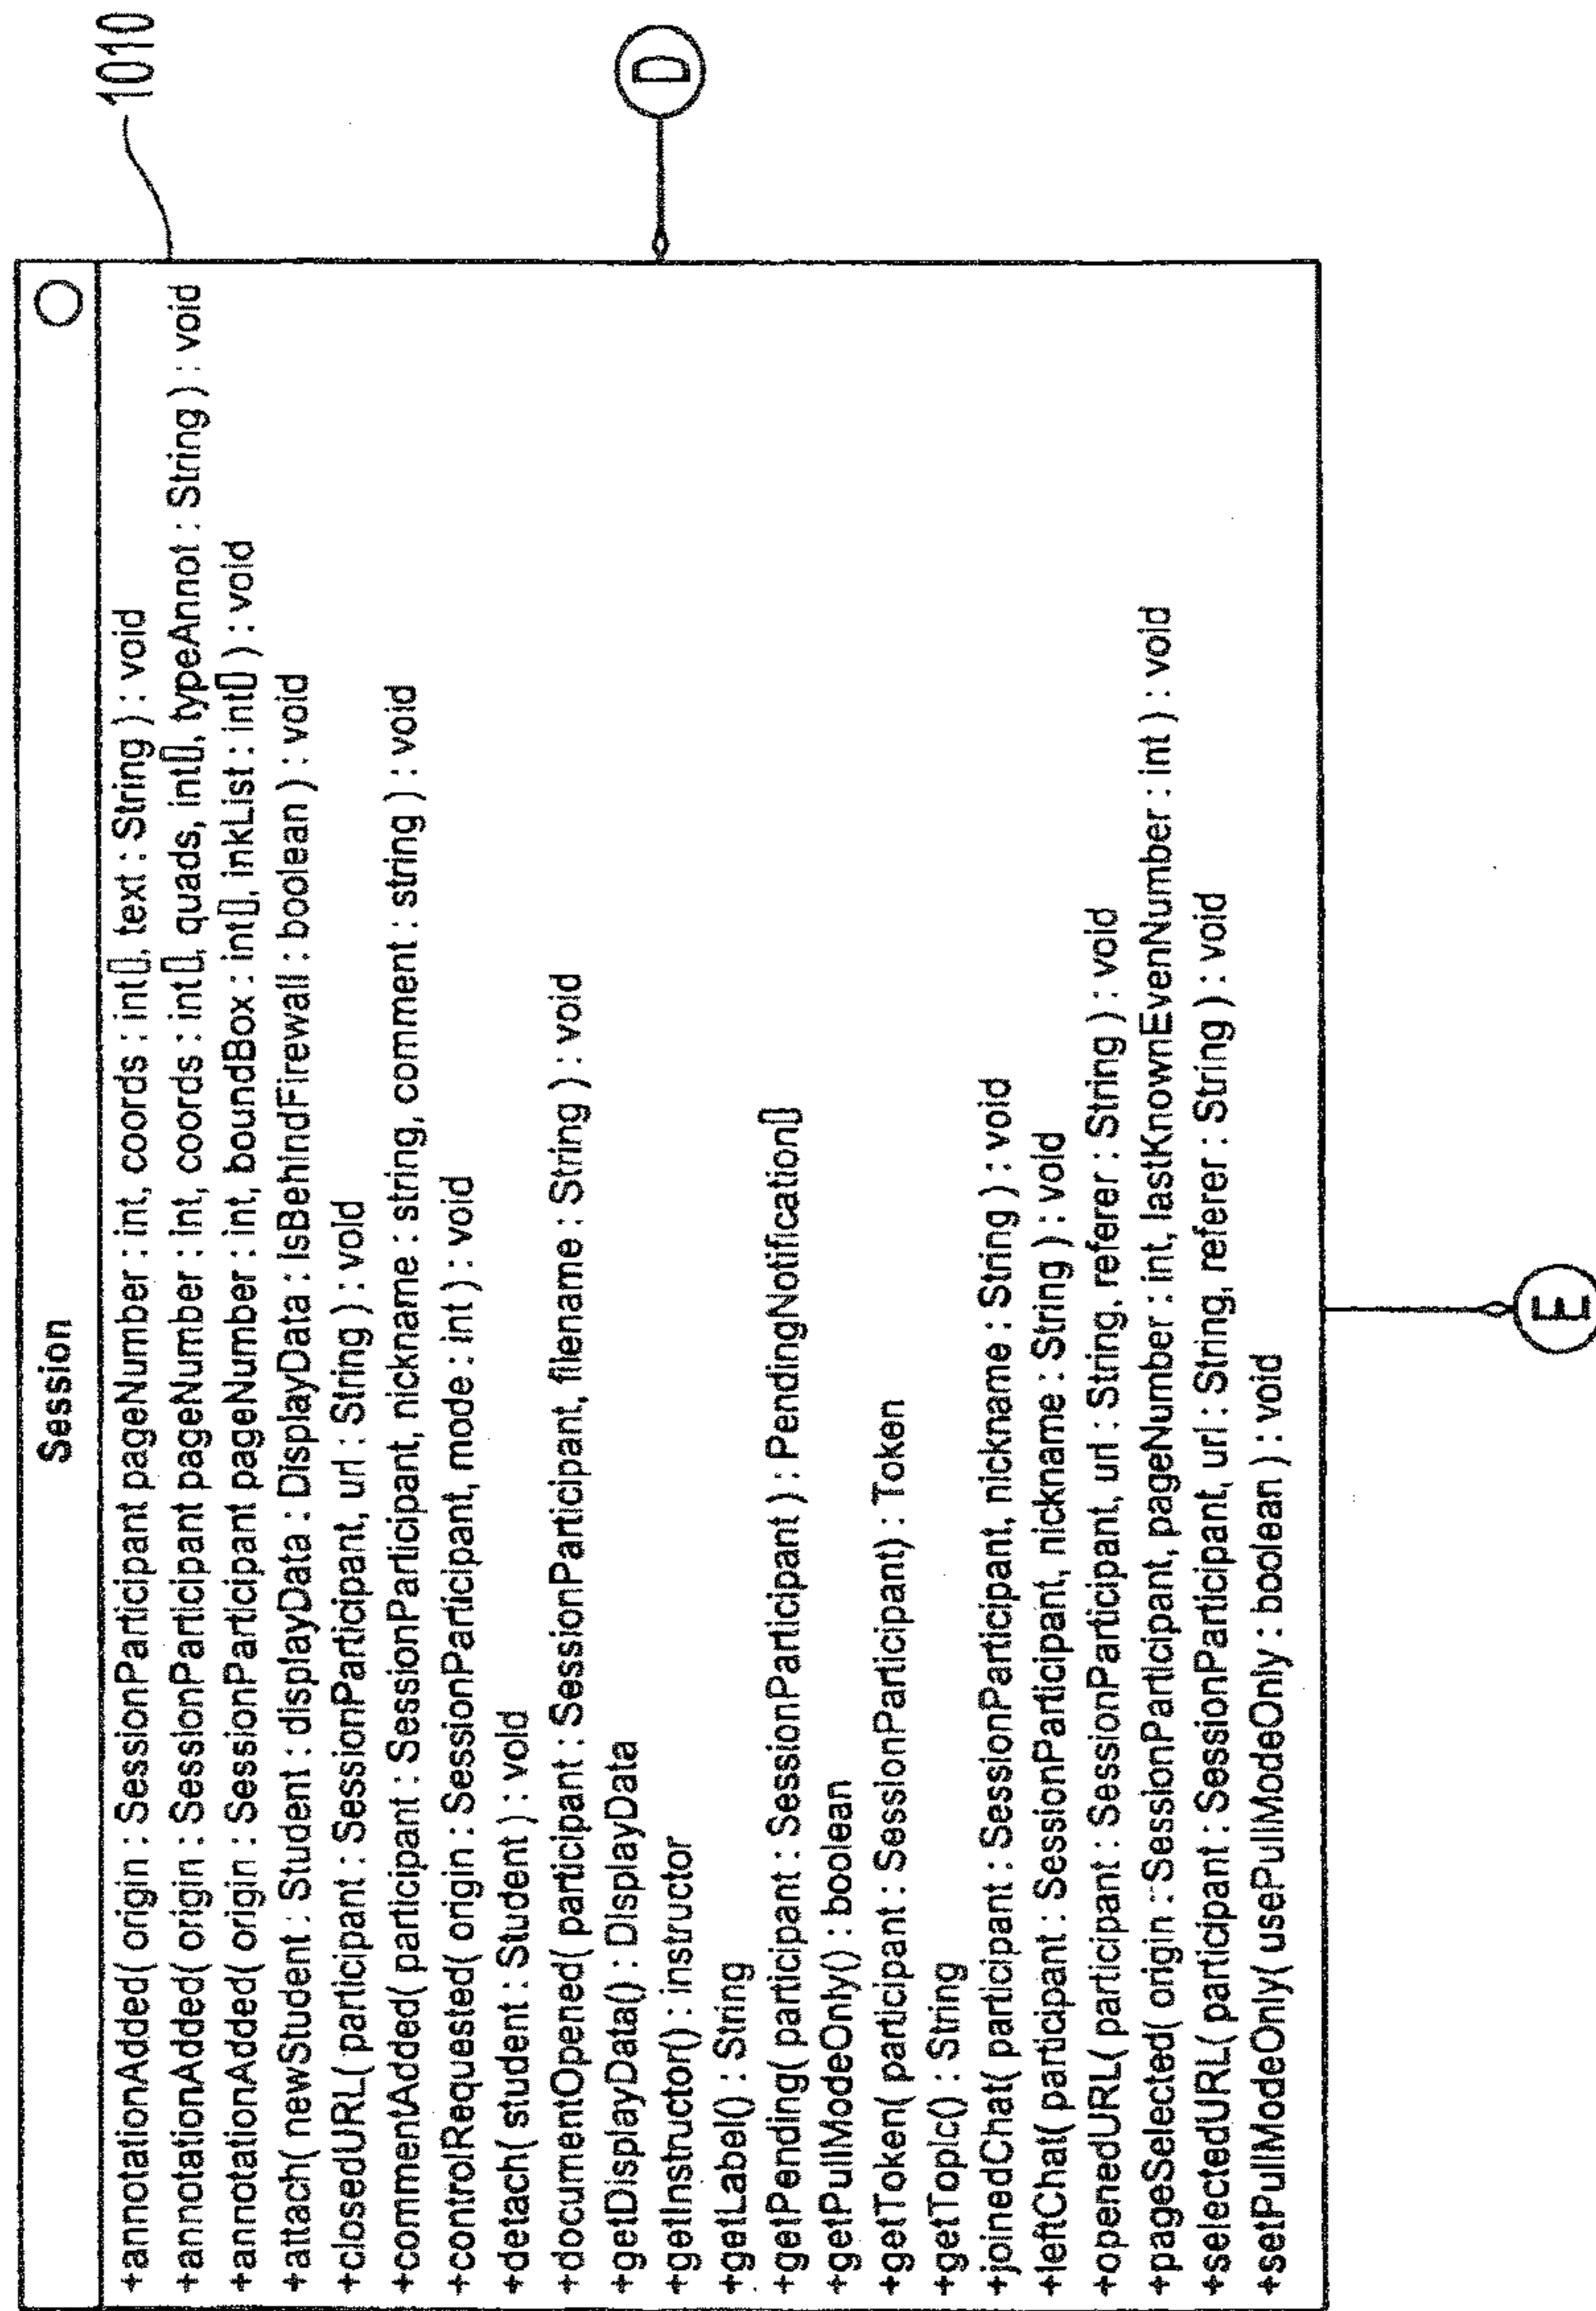 1010
Session
+annotationAdded( origin : SessionParticipant pageNumber : int, coords : int[], text : String ) : void
+annotationAdded( origin : SessionParticipant pageNumber : int, coords : int[], quads, int[], typeAnnot : String ) : void
+annotationAdded( origin : SessionParticipant pageNumber : int, boundBox : int[], inkList : int[] ) : void
+attach( newStudent : Student : displayData : DisplayData : isBehindFirewall : boolean ) : void
+closedURL( participant : SessionParticipant, url : String ) : void
+commentAdded( participant : SessionParticipant, nickname : string, comment : string ) : void
+controlRequested( origin : SessionParticipant, mode : int ) : void
+detach( student : Student ) : void
+documentOpened( participant : SessionParticipant, filename : String ) : void
+getDisplayData() : DisplayData
+getInstructor() : instructor
+getLabel() : String
+getPending( participant : SessionParticipant ) : PendingNotification[]
+getPullModeOnly() : boolean
+getToken( participant : SessionParticipant) : Token
+getTopic() : String
+joinedChat( participant : SessionParticipant, nickname : String ) : void
+leftChat( participant : SessionParticipant, nickname : String ) : void
+openedURL( participant : SessionParticipant, url : String, referer : String ) : void
+pageSelected( origin : SessionParticipant, pageNumber : int, lastKnownEvenNumber : int ) : void
+selectedURL( participant : SessionParticipant, url : String, referer : String ) : void
+setPullModeOnly( usePullModeOnly : boolean ) : void
D
E